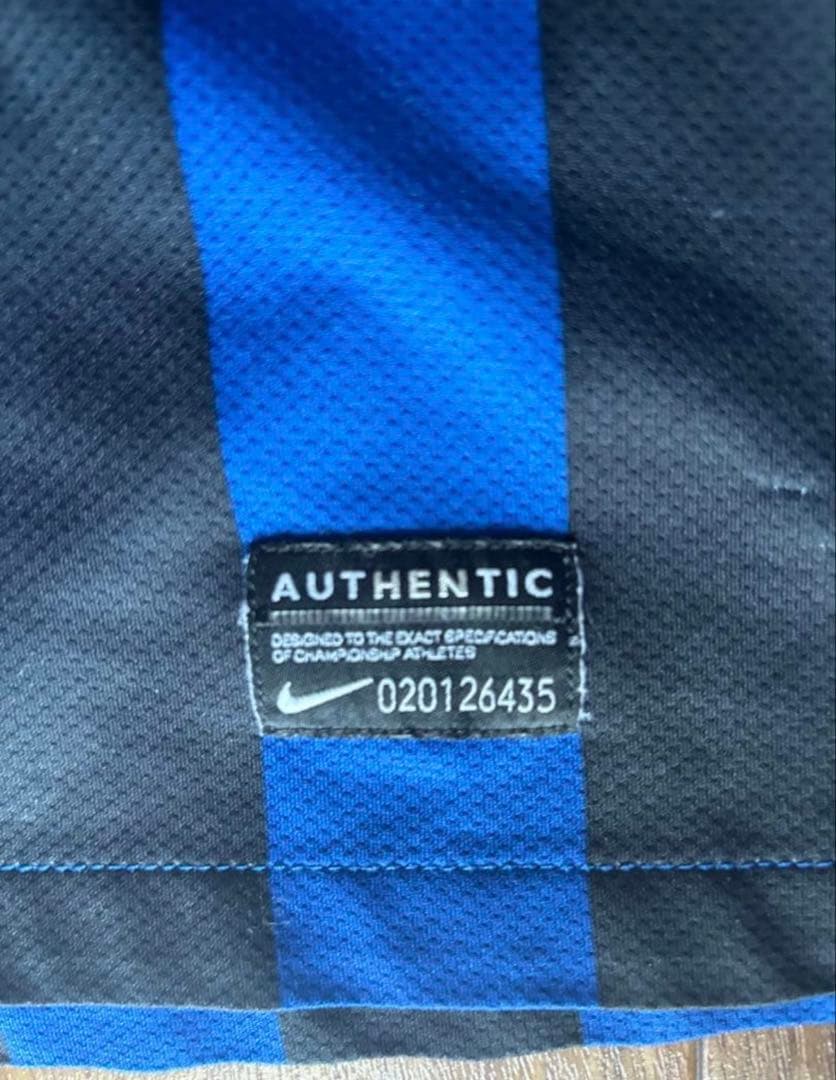 AUTHENTIC
DESIGNED TO THE EXACT SPECIFICATIONS
OF CHAMPIONSHIP ATHLETES
020126435